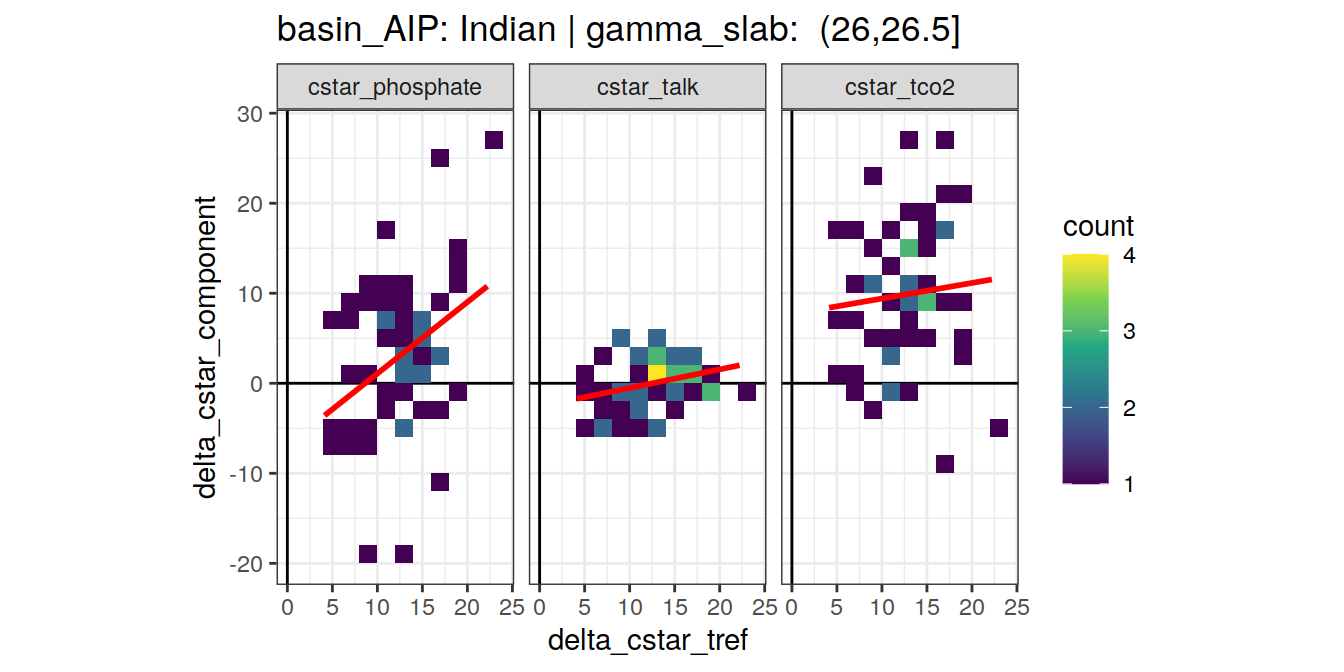 basin_AIP: Indian | gamma_slab:  (26,26.5]
cstar_phosphate
cstar_talk
cstar_tco2
30
20
10
0
-10
-20
delta_cstar_component
0 5 10 15 20 25
0 5 10 15 20 25
0 5 10 15 20 25
delta_cstar_tref
count
4
3
2
1